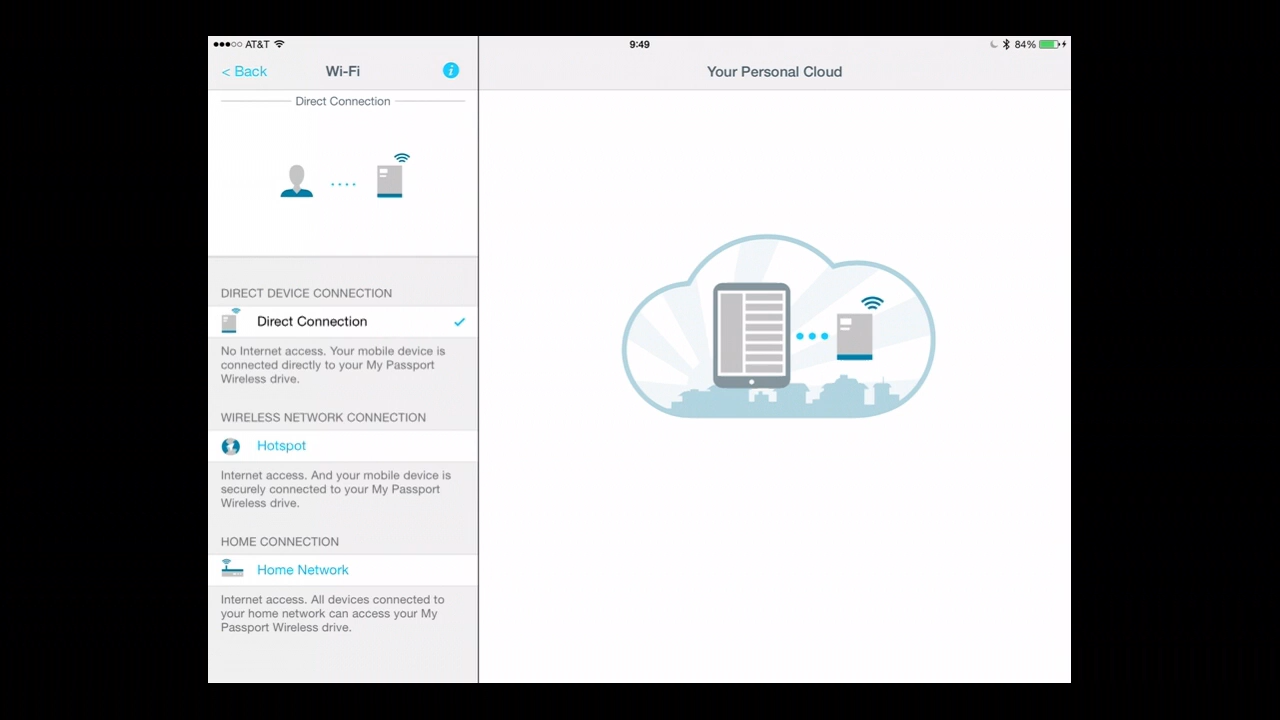 AT&T 9:49 84%
< Back Wi-Fi i Your Personal Cloud
Direct Connection
DIRECT DEVICE CONNECTION
Direct Connection
No Internet access. Your mobile device is
connected directly to your My Passport
Wireless drive.
WIRELESS NETWORK CONNECTION
Hotspot
Internet access. And your mobile device is
securely connected to your My Passport
Wireless drive.
HOME CONNECTION
Home Network
Internet access. All devices connected to
your home network can access your My
Passport Wireless drive.